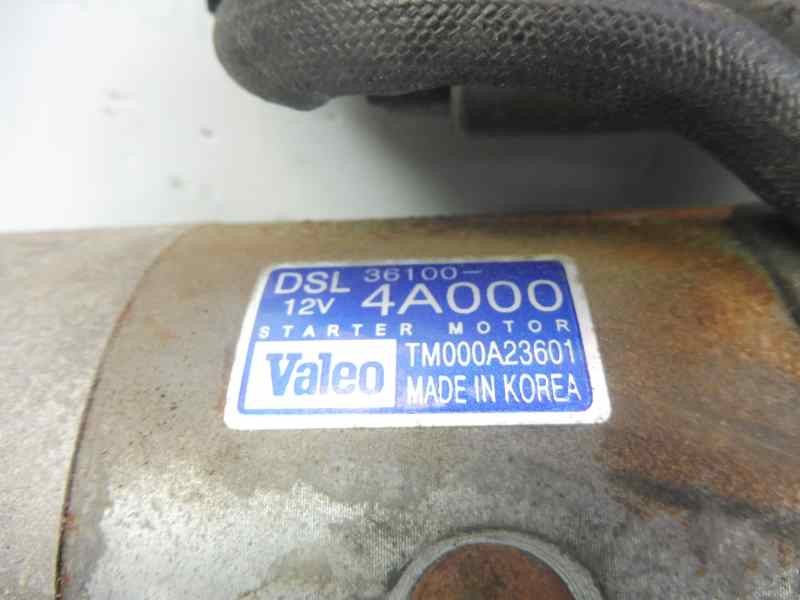 DSL 36100-
12V 4A000
STARTER MOTOR
Valeo TM000A23601
MADE IN KOREA